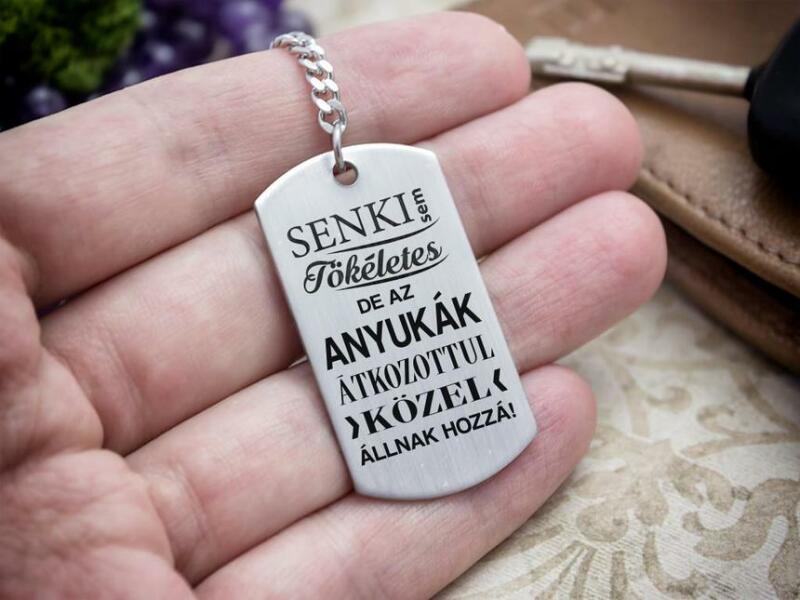 SENKI sem
Tökéletes
DE AZ
ANYUKÁK
ÁTKOZOTTUL
›KÖZEL‹
ÁLLNAK HOZZÁ!